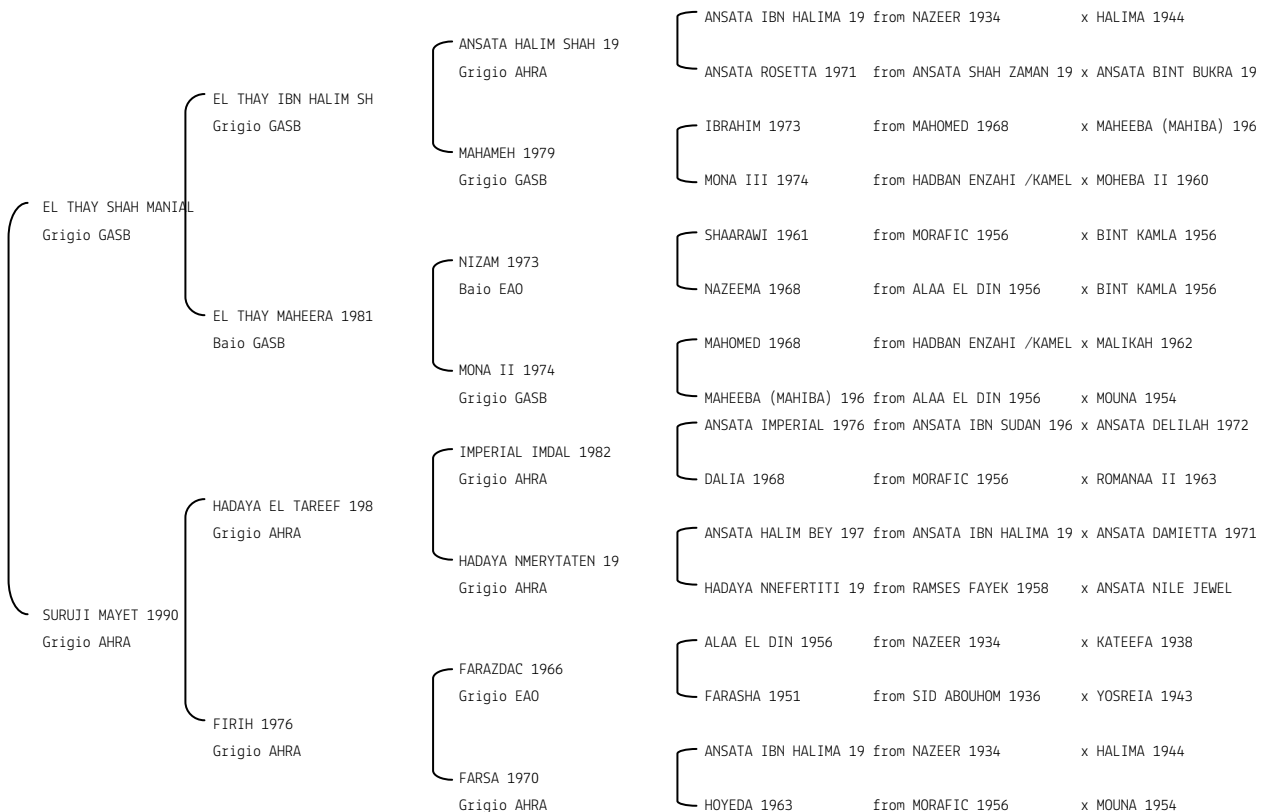 ANSATA IBN HALIMA 19 from NAZEER 1934 x HALIMA 1944
ANSATA HALIM SHAH 19
Grigio AHRA
ANSATA ROSETTA 1971 from ANSATA SHAH ZAMAN 19 x ANSATA BINT BUKRA 19
EL THAY IBN HALIM SH
Grigio GASB
IBRAHIM 1973 from MAHOMED 1968 x MAHEEBA (MAHIBA) 196
MAHAMEH 1979
Grigio GASB
MONA III 1974 from HADBAN ENZAHI /KAMEL x MOHEBA II 1960
EL THAY SHAH MANIAL
Grigio GASB
SHAARAWI 1961 from MORAFIC 1956 x BINT KAMLA 1956
NIZAM 1973
Baio EAO
NAZEEMA 1968 from ALAA EL DIN 1956 x BINT KAMLA 1956
EL THAY MAHEERA 1981
Baio GASB
MAHOMED 1968 from HADBAN ENZAHI /KAMEL x MALIKAH 1962
MONA II 1974
Grigio GASB
MAHEEBA (MAHIBA) 196 from ALAA EL DIN 1956 x MOUNA 1954
ANSATA IMPERIAL 1976 from ANSATA IBN SUDAN 196 x ANSATA DELILAH 1972
IMPERIAL IMDAL 1982
Grigio AHRA
DALIA 1968 from MORAFIC 1956 x ROMANAA II 1963
HADAYA EL TAREEF 198
Grigio AHRA
ANSATA HALIM BEY 197 from ANSATA IBN HALIMA 19 x ANSATA DAMIETTA 1971
HADAYA NMERYTATEN 19
Grigio AHRA
HADAYA NNEFERTITI 19 from RAMSES FAYEK 1958 x ANSATA NILE JEWEL
SURUJI MAYET 1990
Grigio AHRA
ALAA EL DIN 1956 from NAZEER 1934 x KATEEFA 1938
FARAZDAC 1966
Grigio EAO
FARASHA 1951 from SID ABOUHOM 1936 x YOSREIA 1943
FIRIH 1976
Grigio AHRA
ANSATA IBN HALIMA 19 from NAZEER 1934 x HALIMA 1944
FARSA 1970
Grigio AHRA
HOYEDA 1963 from MORAFIC 1956 x MOUNA 1954